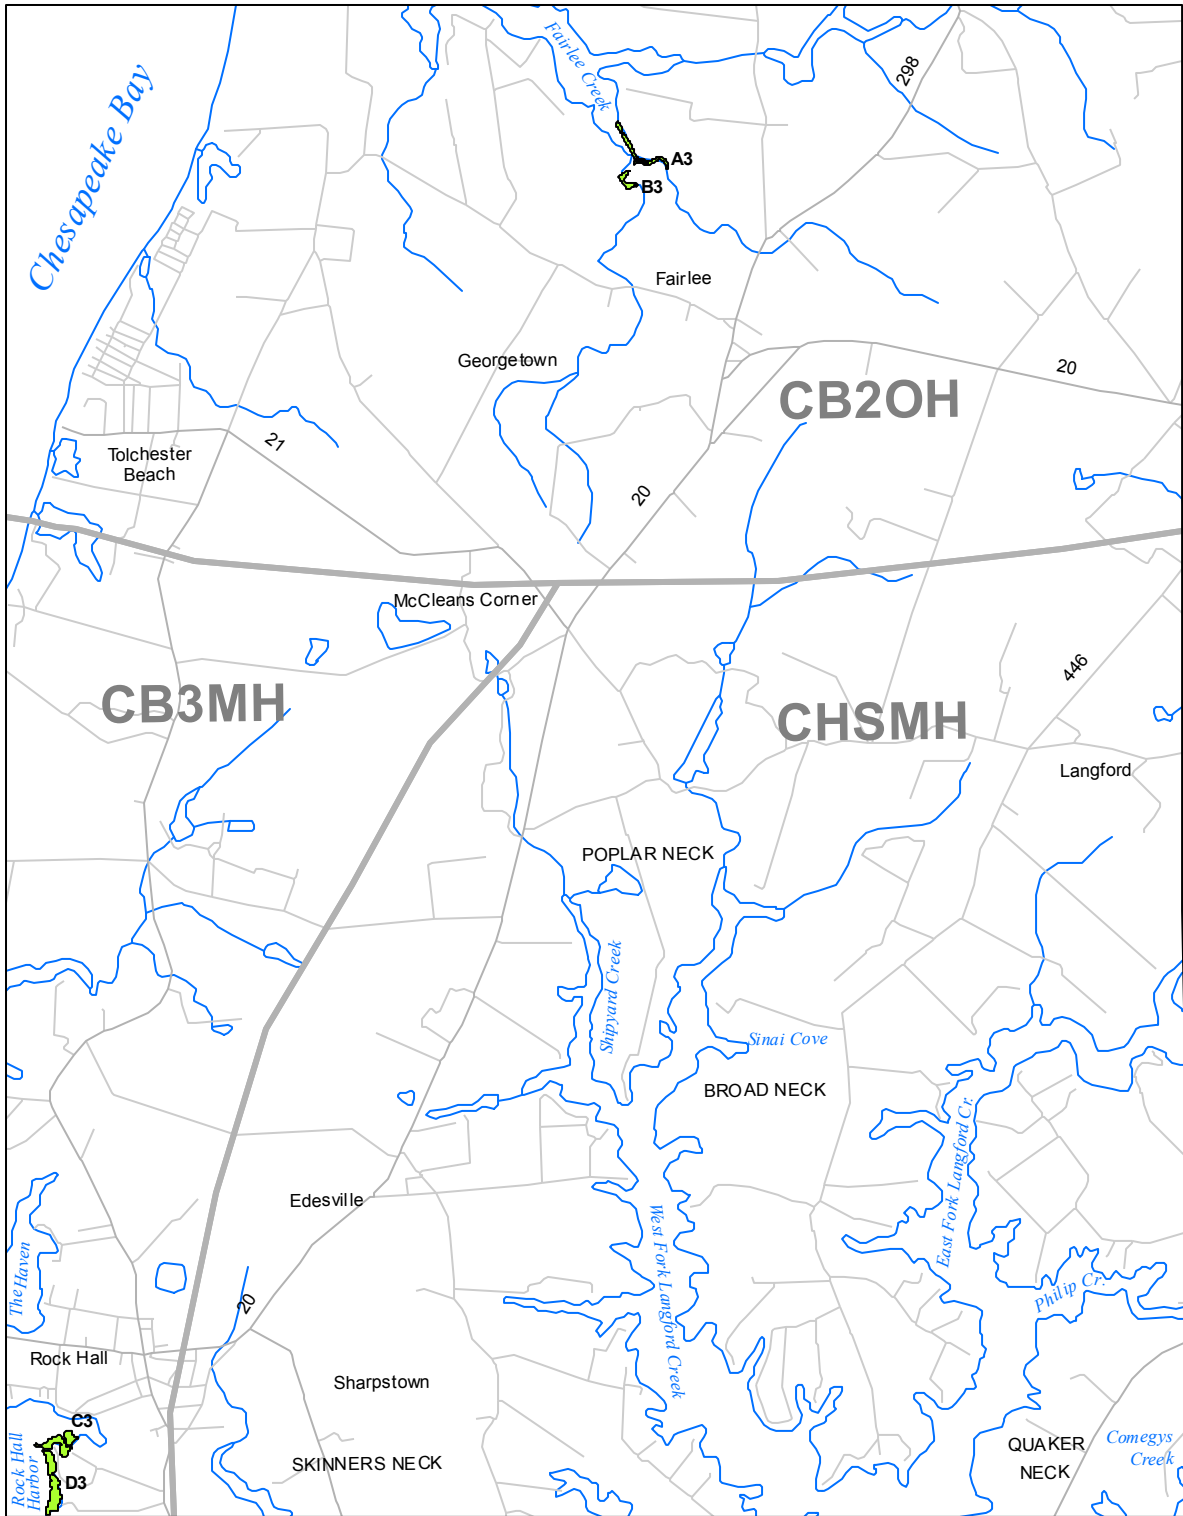 Fairlee Creek
298
Chesapeake Bay
A3
B3
Fairlee
Georgetown
20
CB2OH
21
Tolchester
Beach
20
McCleans Corner
446
CB3MH
CHSMH
Langford
POPLAR NECK
Shipyard Creek
Sinai Cove
BROAD NECK
East Fork Langford Cr.
Edesville
West Fork Langford Creek
The Haven
Philip Cr.
20
Rock Hall
Sharpstown
C3
Rock Hall
Harbor
D3
SKINNERS NECK
QUAKER
NECK
Comegys
Creek